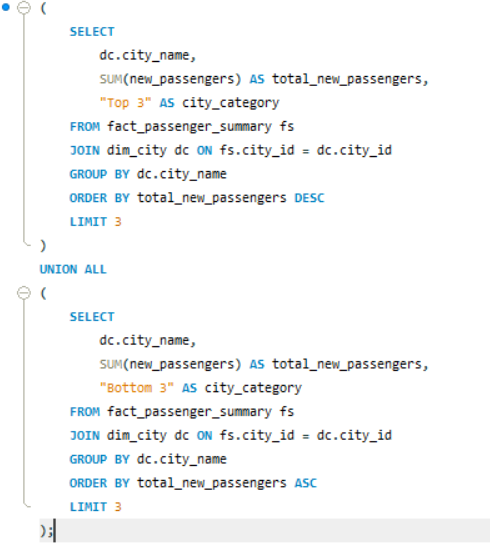 (
SELECT
dc.city_name,
SUM(new_passengers) AS total_new_passengers,
"Top 3" AS city_category
FROM fact_passenger_summary fs
JOIN dim_city dc ON fs.city_id = dc.city_id
GROUP BY dc.city_name
ORDER BY total_new_passengers DESC
LIMIT 3
)
UNION ALL
(
SELECT
dc.city_name,
SUM(new_passengers) AS total_new_passengers,
"Bottom 3" AS city_category
FROM fact_passenger_summary fs
JOIN dim_city dc ON fs.city_id = dc.city_id
GROUP BY dc.city_name
ORDER BY total_new_passengers ASC
LIMIT 3
);